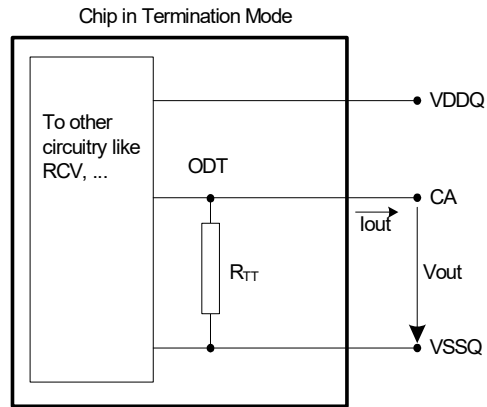 Chip in Termination Mode
To other
circuitry like
RCV, ...
ODT
RTT
VDDQ
CA
Iout
Vout
VSSQ